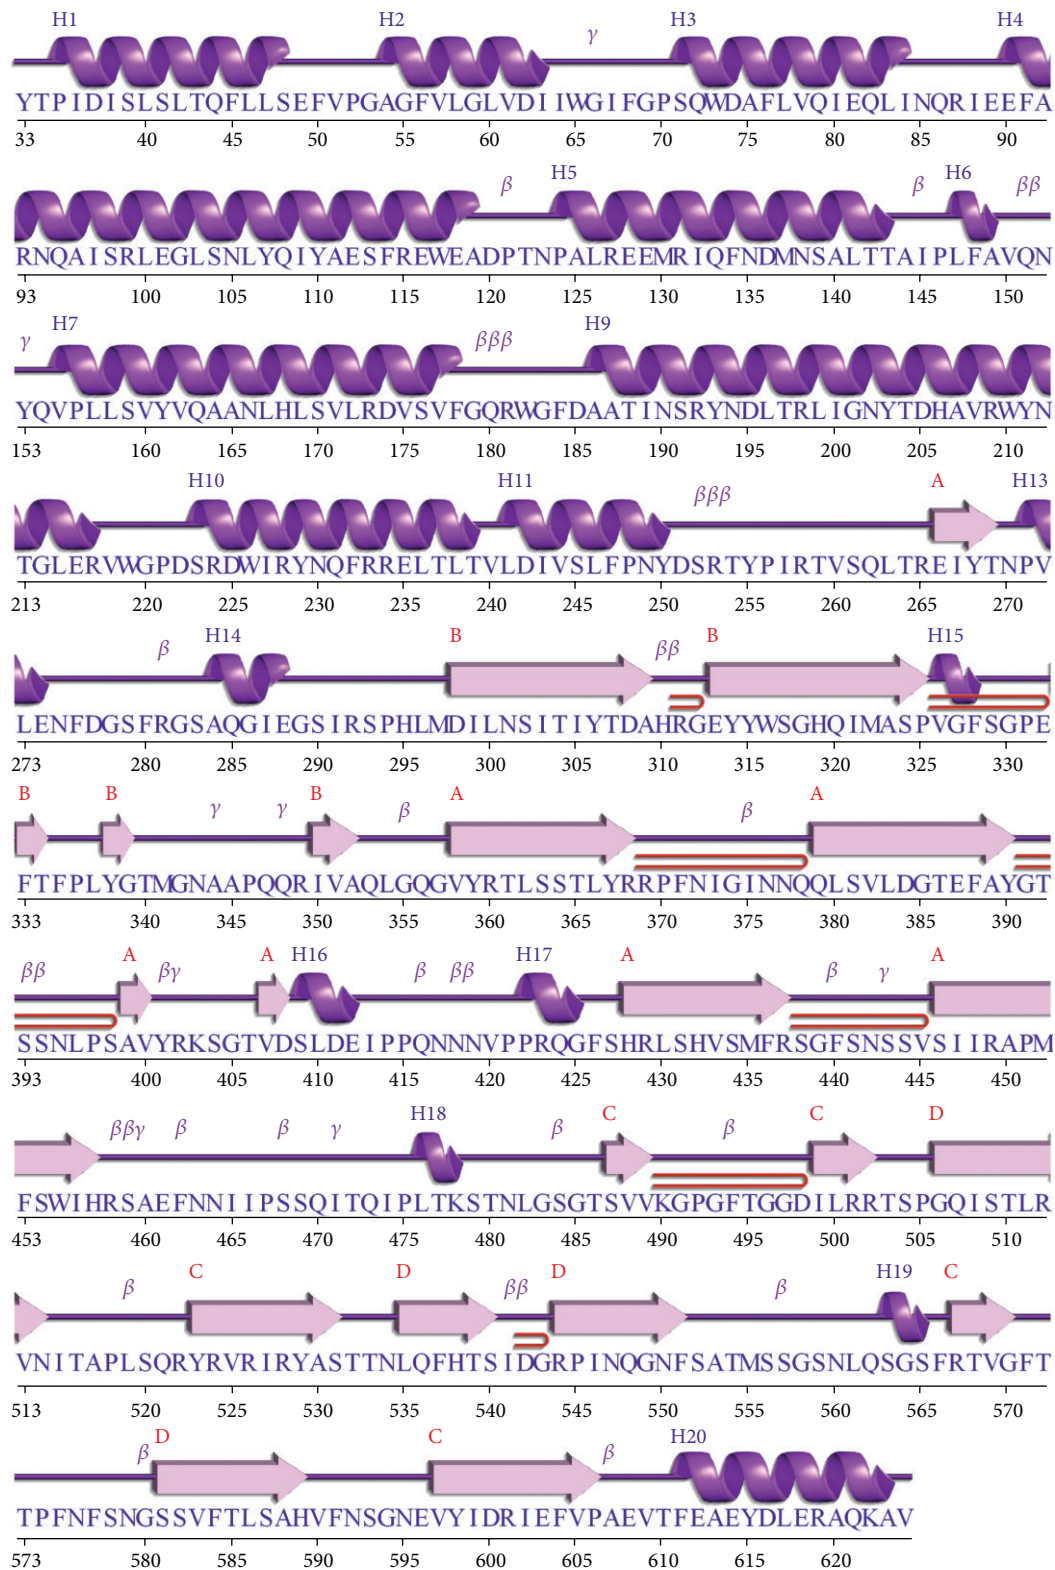 H1 H2 γ H3 H4
YTPIDISLSLTQFLLSEFVPGAGFVLGLVDIIWGIFGPSQWDAFLVQIEQLINQRIEEFA
33 40 45 50 55 60 65 70 75 80 85 90
β H5 β H6 ββ
RNQAISRLEGLSNLYQIYAESFREWEADPTNPALREEMRIQFNDMNSALTTAIPLFAVQN
93 100 105 110 115 120 125 130 135 140 145 150
γ H7 βββ H9
YQVPLLSVYVQAANLHLSVLRDVSVFGQRWGFDAATINSRYNDLTRLIGNYTDHAVRWYN
153 160 165 170 175 180 185 190 195 200 205 210
H10 H11 βββ A H13
TGLERVWGPDSRDWIRYNQFRRELTLTVLDIVSLFPNYDSRTYPIRTVSQLTREIYTNPV
213 220 225 230 235 240 245 250 255 260 265 270
β H14 B ββ B H15
LENFDGSFRGSAQGIEGSIRSPHLMDILNSITIYTDAHRGEYYWSGHQIMASPVGFSGPE
273 280 285 290 295 300 305 310 315 320 325 330
B B γ γ B β A β A
FTFPLYGTMGNAAPQQRIVAQLGQGVYRTLSSTLYRRPFNIGINNQQLSVLDGTEFAYGT
333 340 345 350 355 360 365 370 375 380 385 390
ββ A βγ A H16 β ββ H17 A β γ A
SSNLPSAVYRKSGTVDSLDEIPPQNNNVPPRQGFSHRLSHVSMFRSGFSNSSVSIIRAPM
393 400 405 410 415 420 425 430 435 440 445 450
ββγ β β γ H18 β C β C D
FSWIHRSAEFNNIIPSSQITQIPLTKSTNLGSGTSVVKGPGFTGGDILRRTSPGQISTLR
453 460 465 470 475 480 485 490 495 500 505 510
β C D ββ D β H19 C
VNITAPLSQRYRVRIRYASTTNLQFHTSIDGRPINQGNFSATMSSGSNLQSGSFRTVGFT
513 520 525 530 535 540 545 550 555 560 565 570
β D C β H20
TPFNFSNGSSVFTLSAHVFNSGNEVYIDRIEFVPAEVTFEAEYDLERAQKAV
573 580 585 590 595 600 605 610 615 620